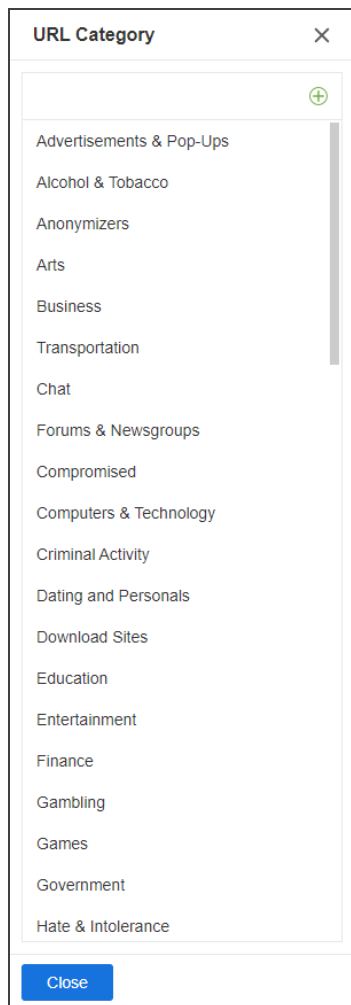 URL Category
Advertisements & Pop-Ups
Alcohol & Tobacco
Anonymizers
Arts
Business
Transportation
Chat
Forums & Newsgroups
Compromised
Computers & Technology
Criminal Activity
Dating and Personals
Download Sites
Education
Entertainment
Finance
Gambling
Games
Government
Hate & Intolerance
Close